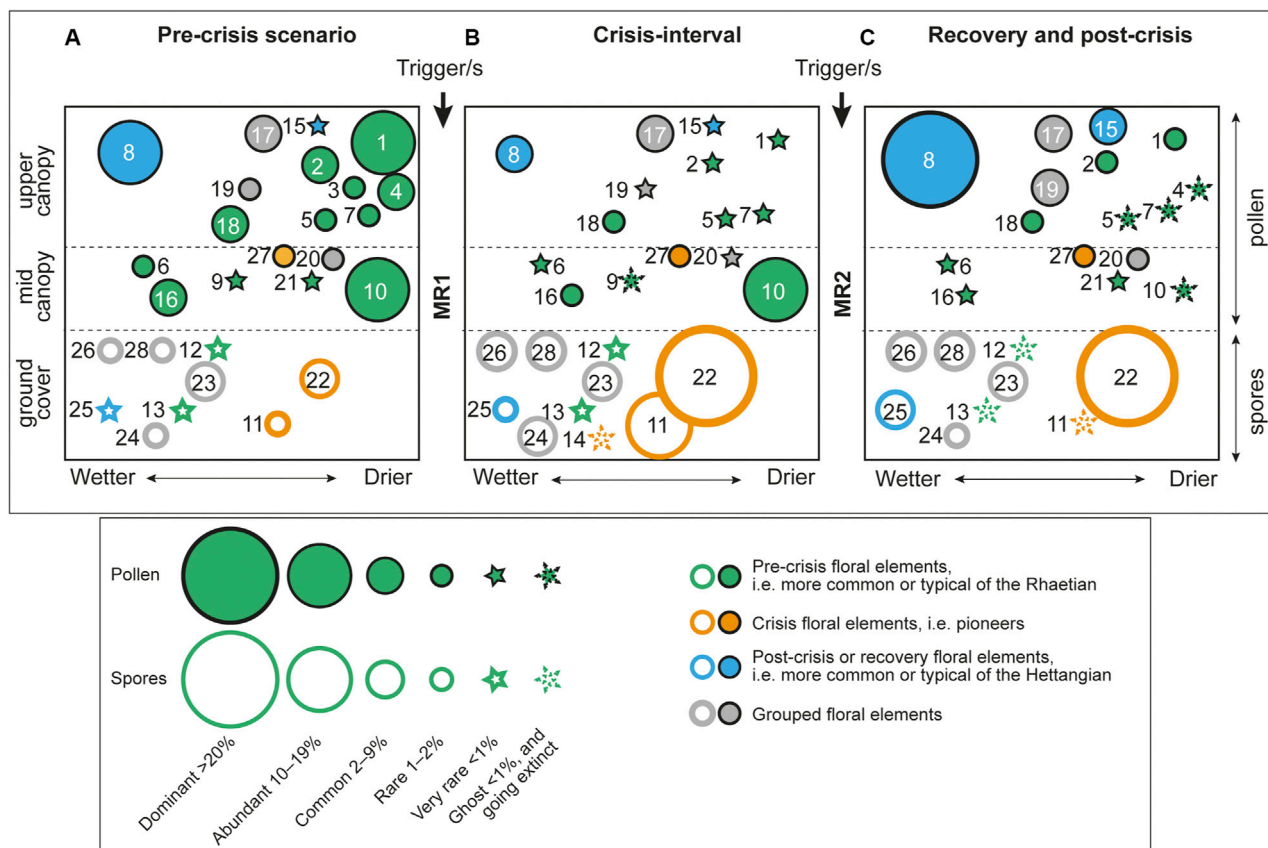 A Pre-crisis scenario
B Crisis-interval
C Recovery and post-crisis
Trigger/s
Trigger/s
MR1
MR2
upper
canopy
mid
canopy
ground
cover
8
17
15
1
2
19
3
4
18
5
7
6
27
20
9
21
16
10
26
28
12
23
22
25
13
11
24
8
17
15
1
2
19
18
5
7
27
20
6
9
16
10
26
28
12
23
22
25
13
11
24
14
8
17
15
1
2
19
4
18
5
7
27
20
6
21
16
10
26
28
12
23
22
25
13
11
24
pollen
spores
Wetter
Drier
Wetter
Drier
Wetter
Drier
Pollen
Spores
Dominant >20%
Abundant 10–19%
Common 2–9%
Rare 1–2%
Very rare <1%
Ghost <1%, and
going extinct
Pre-crisis floral elements,
i.e. more common or typical of the Rhaetian
Crisis floral elements, i.e. pioneers
Post-crisis or recovery floral elements,
i.e. more common or typical of the Hettangian
Grouped floral elements